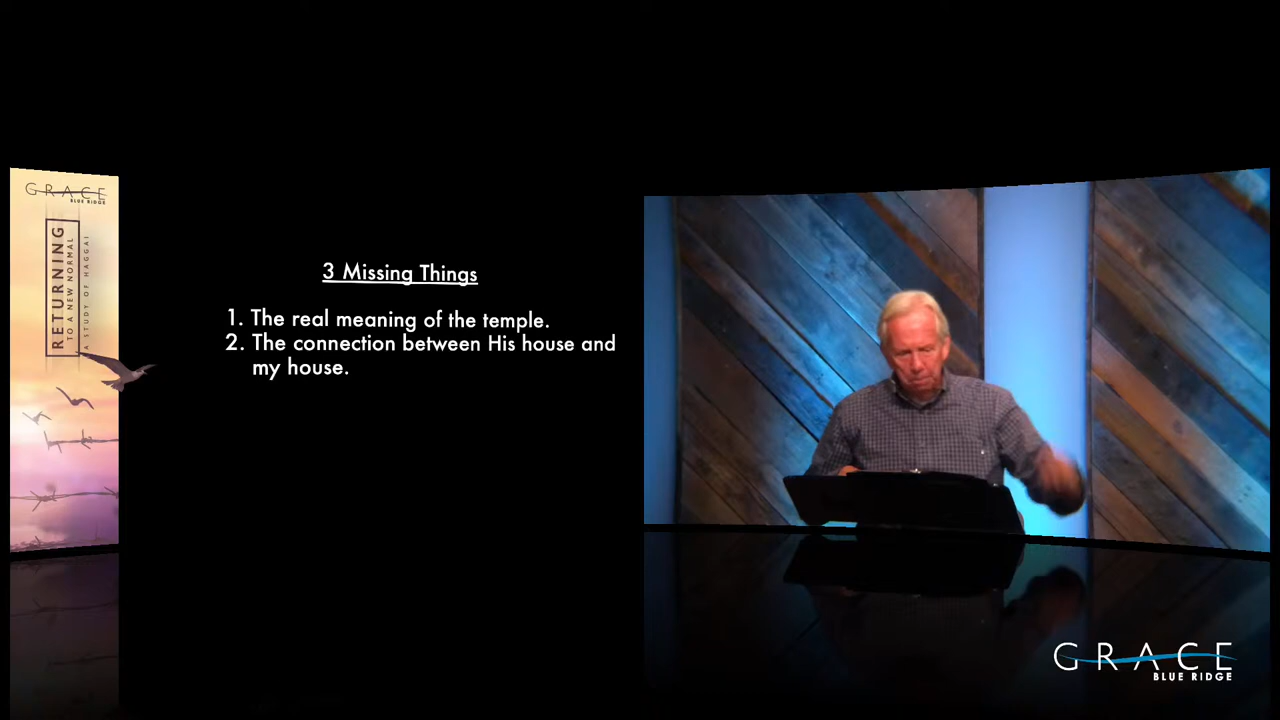 GRACE
BLUE RIDGE
RETURNING
TO A NEW NORMAL
A STUDY OF HAGGAI
3 Missing Things
1. The real meaning of the temple.
2. The connection between His house and
my house.
GRACE
BLUE RIDGE